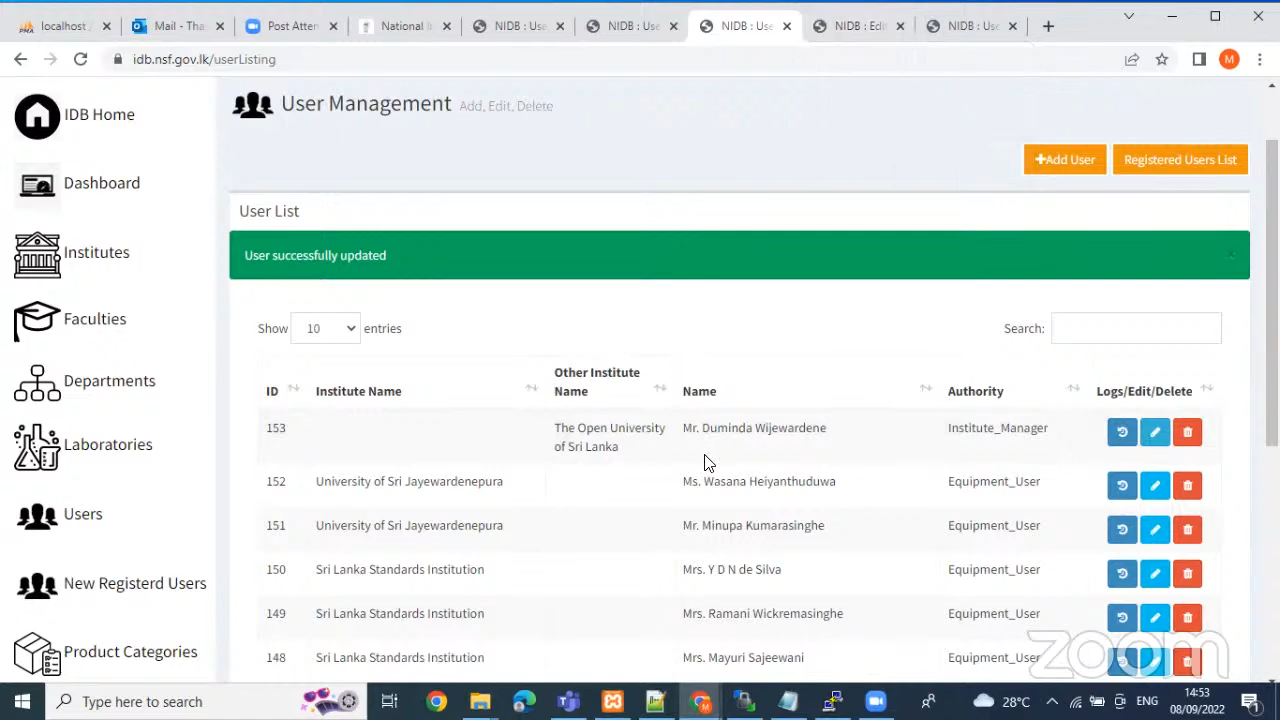 localhost
Mail - Tha
Post Atten
National In
NIDB : Use
NIDB : Use
NIDB : Use
NIDB : Edi
NIDB : Use
idb.nsf.gov.lk/userListing
M
IDB Home
Dashboard
Institutes
Faculties
Departments
Laboratories
Users
New Registerd Users
Product Categories
User Management Add, Edit, Delete
+Add User
Registered Users List
User List
User successfully updated
Show 10 entries
Search:
ID Institute Name Other Institute Name Name Authority Logs/Edit/Delete
153 The Open University of Sri Lanka Mr. Duminda Wijewardene Institute_Manager
152 University of Sri Jayewardenepura Ms. Wasana Heiyanthuduwa Equipment_User
151 University of Sri Jayewardenepura Mr. Minupa Kumarasinghe Equipment_User
150 Sri Lanka Standards Institution Mrs. Y D N de Silva Equipment_User
149 Sri Lanka Standards Institution Mrs. Ramani Wickremasinghe Equipment_User
148 Sri Lanka Standards Institution Mrs. Mayuri Sajeewani Equipment_User
zoom
Type here to search
28°C
ENG
14:53
08/09/2022